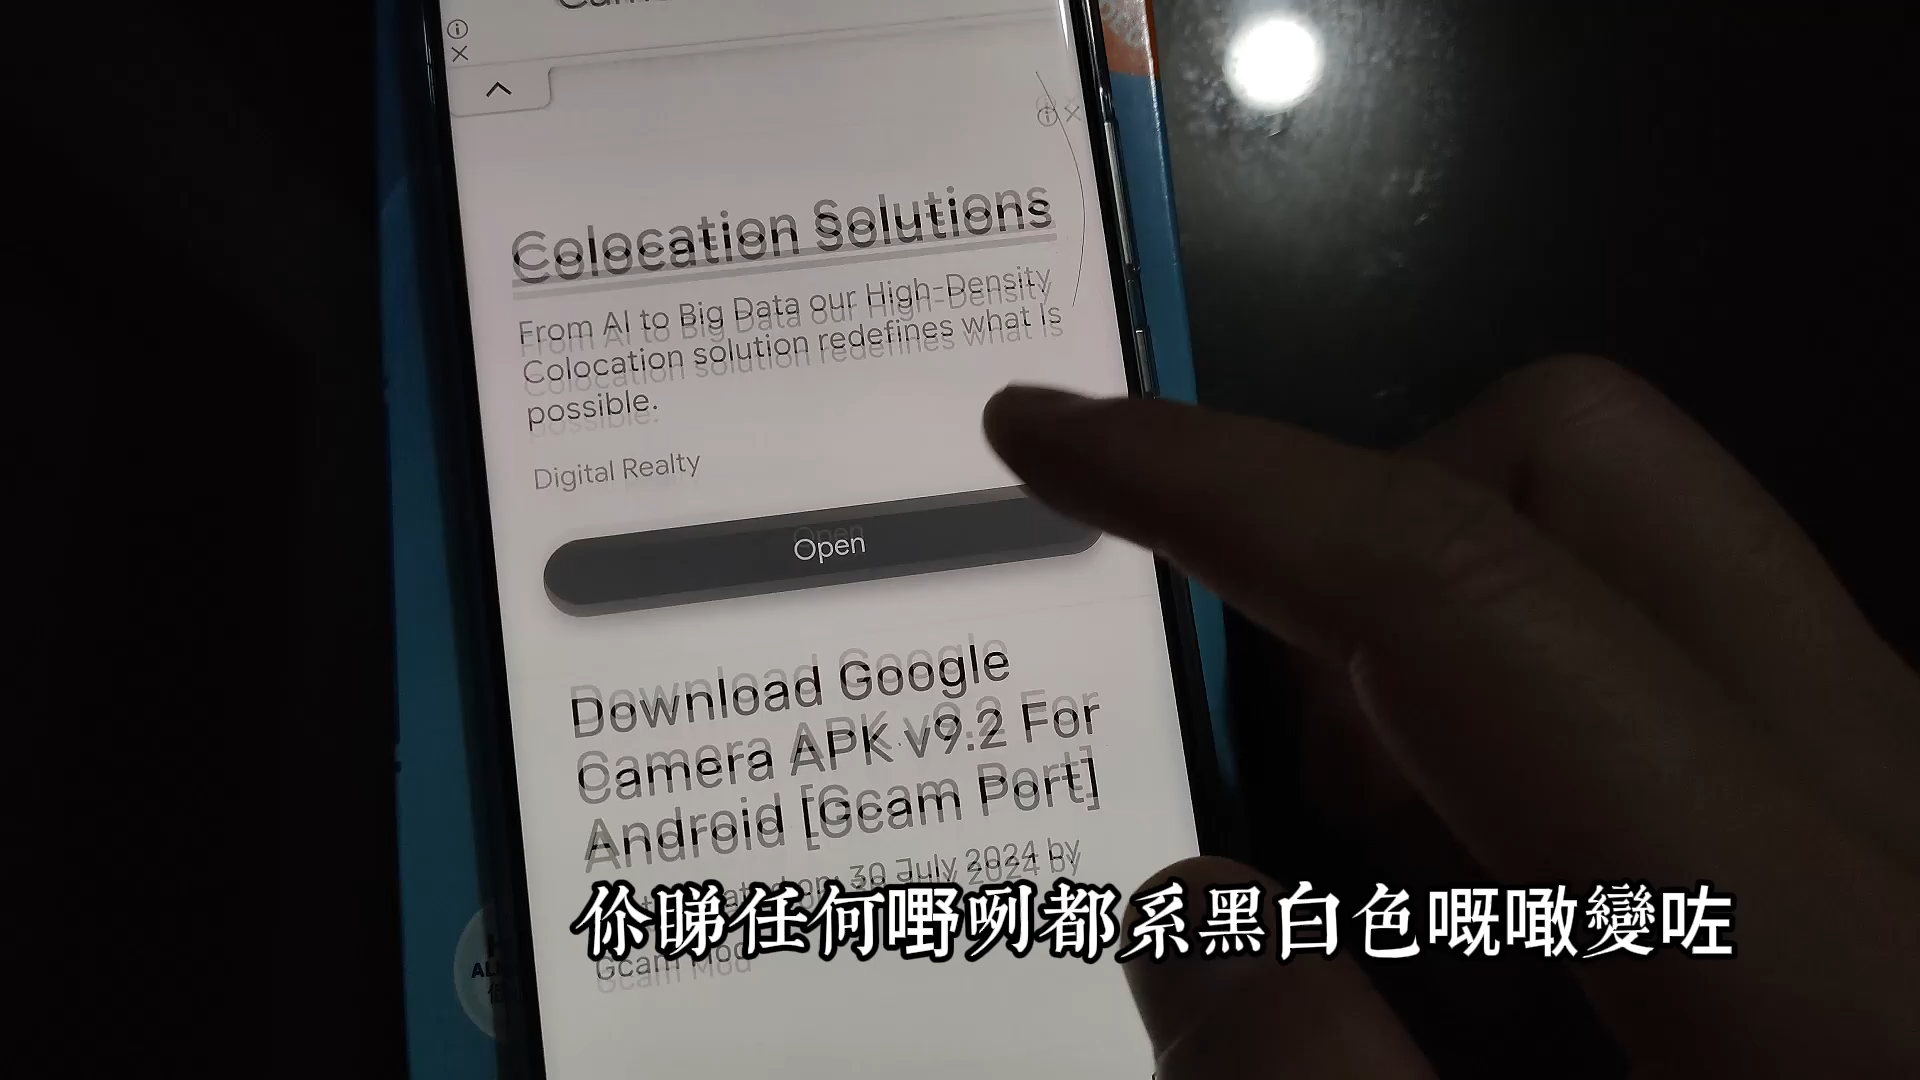 Colocation Solutions
From AI to Big Data our High-Density
Colocation solution redefines what Is
possible.
Digital Realty
Open
Download Google
Camera APK v9.2 For
Android [Gcam Port]
on: 30 July 2024 by
Gcam Mod
你睇任何嘢咧都系黑白色嘅噉變咗